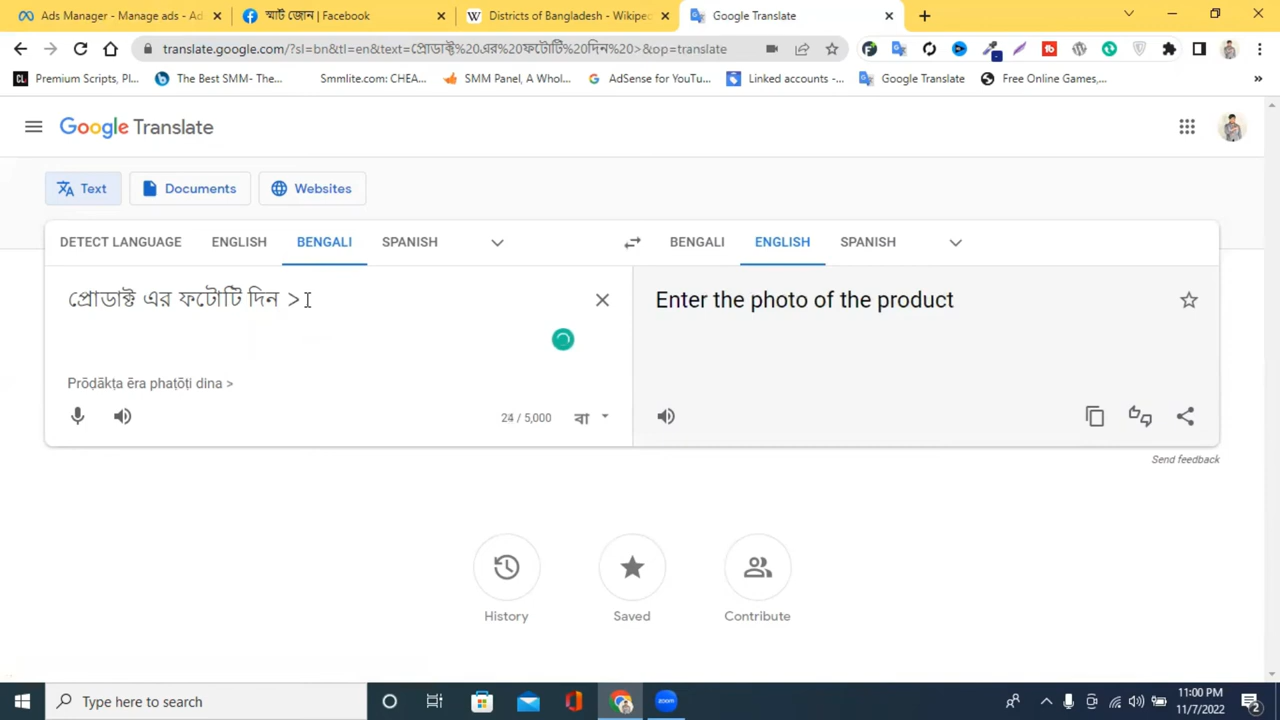 Ads Manager - Manage ads - Au
স্মার্ট জোন | Facebook
Districts of Bangladesh - Wikiped
Google Translate
translate.google.com/?sl=bn&tl=en&text=প্রোডাক্ট%20এর%20ফটোটি%20দিন%20>&op=translate
Premium Scripts, Pl...
The Best SMM- The...
Smmlite.com: CHEA...
SMM Panel, A Whol...
AdSense for YouTu...
Linked accounts -...
Google Translate
Free Online Games,...
Google Translate
Text
Documents
Websites
DETECT LANGUAGE
ENGLISH
BENGALI
SPANISH
BENGALI
ENGLISH
SPANISH
প্রোডাক্ট এর ফটোটি দিন >
Enter the photo of the product
Prōḍākṭa ēra phaṭōṭi dina >
24 / 5,000
বা
Send feedback
History
Saved
Contribute
Type here to search
zoom
11:00 PM
11/7/2022
2